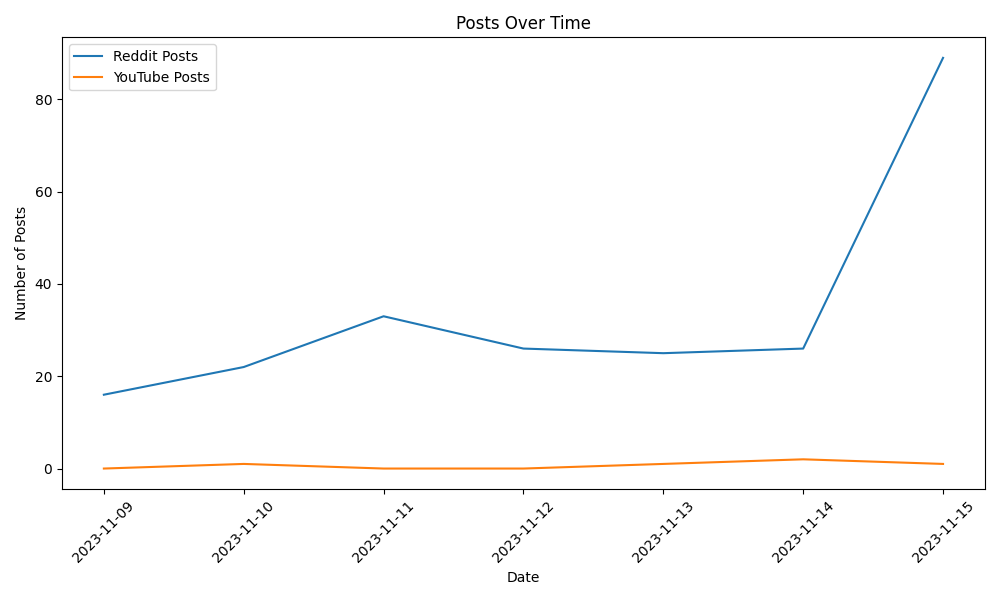 Posts Over Time
Reddit Posts
YouTube Posts
Number of Posts
80
60
40
20
0
2023-11-09
2023-11-10
2023-11-11
2023-11-12
2023-11-13
2023-11-14
2023-11-15
Date